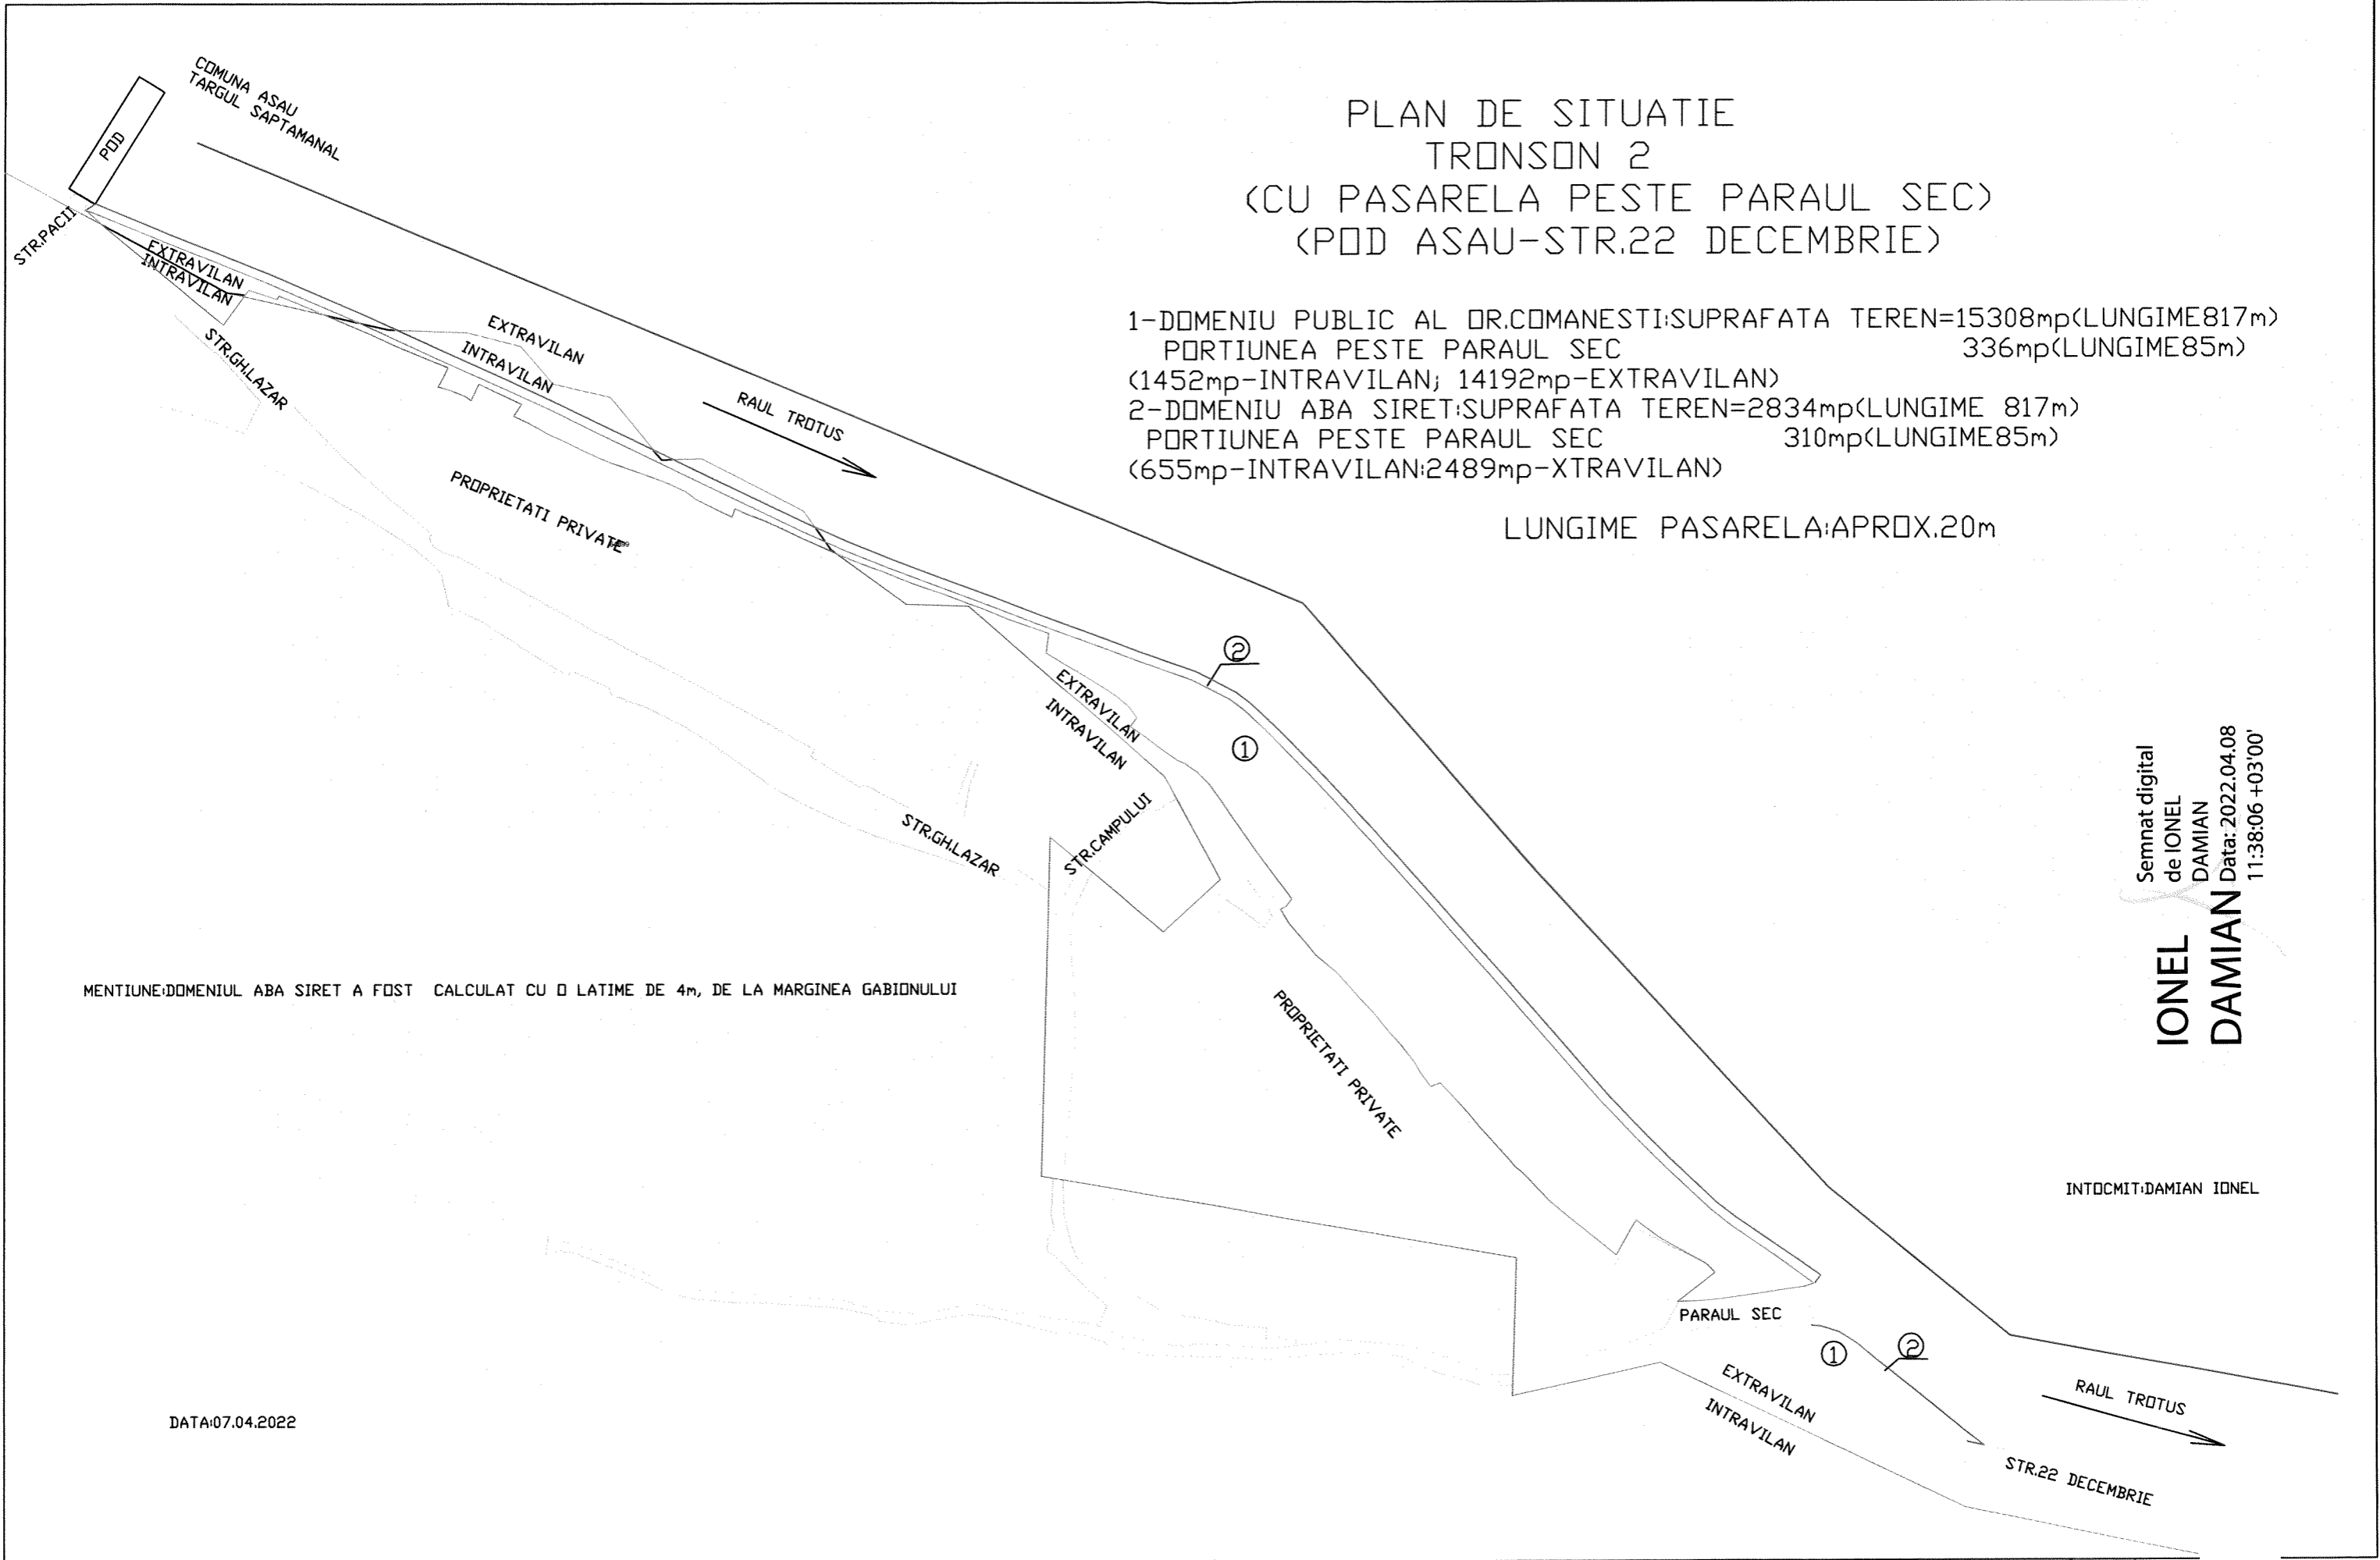 COMUNA ASAU
TARGUL SAPTAMANAL
POD
STR.PACII
EXTRAVILAN
INTRAVILAN
STR.GH.LAZAR
EXTRAVILAN
INTRAVILAN
RAUL TROTUS
PROPRIETATI PRIVATE
PLAN DE SITUATIE
TRONSON 2
(CU PASARELA PESTE PARAUL SEC)
(POD ASAU-STR.22 DECEMBRIE)
1-DOMENIU PUBLIC AL OR.COMANESTI:SUPRAFATA TEREN=15308mp(LUNGIME817m)
PORTIUNEA PESTE PARAUL SEC 336mp(LUNGIME85m)
(1452mp-INTRAVILAN; 14192mp-EXTRAVILAN)
2-DOMENIU ABA SIRET:SUPRAFATA TEREN=2834mp(LUNGIME 817m)
PORTIUNEA PESTE PARAUL SEC 310mp(LUNGIME85m)
(655mp-INTRAVILAN:2489mp-XTRAVILAN)
LUNGIME PASARELA:APROX.20m
2
1
EXTRAVILAN
INTRAVILAN
STR.CAMPULUI
STR.GH.LAZAR
MENTIUNE:DOMENIUL ABA SIRET A FOST CALCULAT CU O LATIME DE 4m, DE LA MARGINEA GABIONULUI
PROPRIETATI PRIVATE
IONEL
DAMIAN
Semnat digital
de IONEL
DAMIAN
Data: 2022.04.08
11:38:06 +03'00'
INTOCMIT:DAMIAN IONEL
PARAUL SEC
1
2
EXTRAVILAN
INTRAVILAN
RAUL TROTUS
STR.22 DECEMBRIE
DATA:07.04.2022